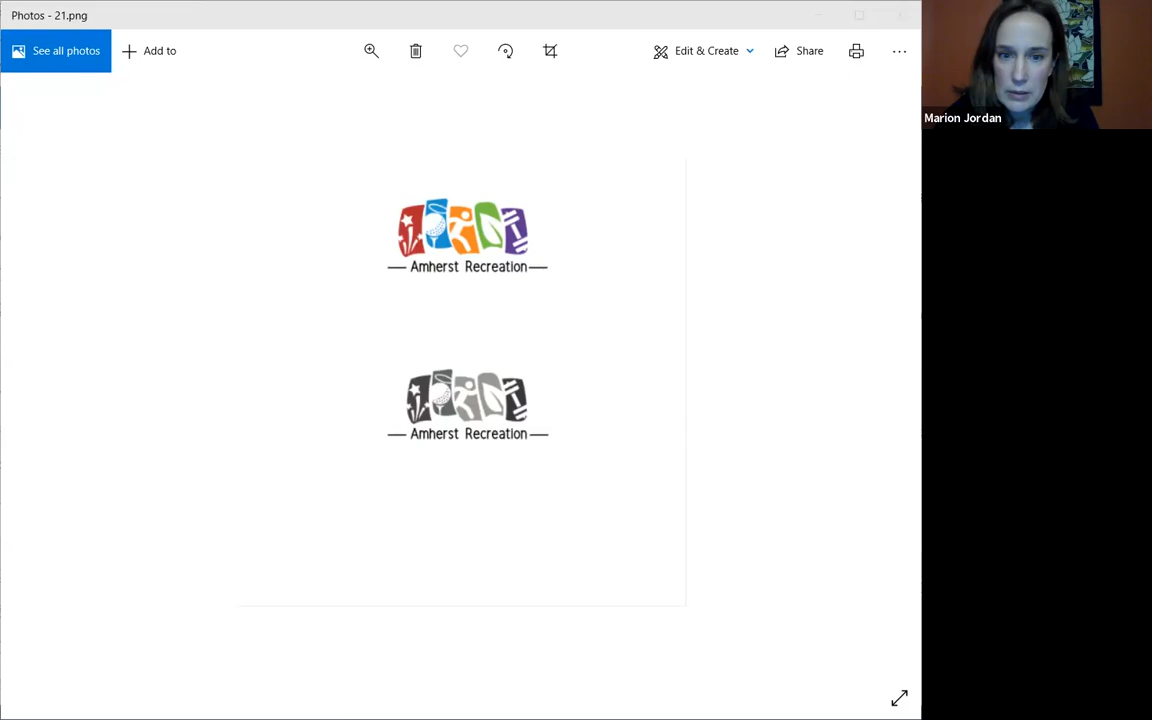 Photos - 21.png
See all photos
Add to
Edit & Create
Share
Marion Jordan
Amherst Recreation
Amherst Recreation